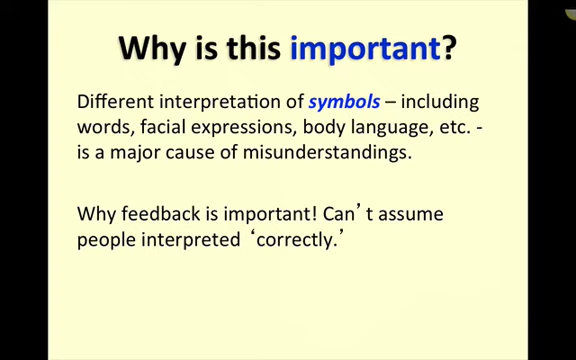 Why is this important?
Different interpretation of symbols – including
words, facial expressions, body language, etc. -
is a major cause of misunderstandings.
Why feedback is important! Can’t assume
people interpreted ‘correctly.’